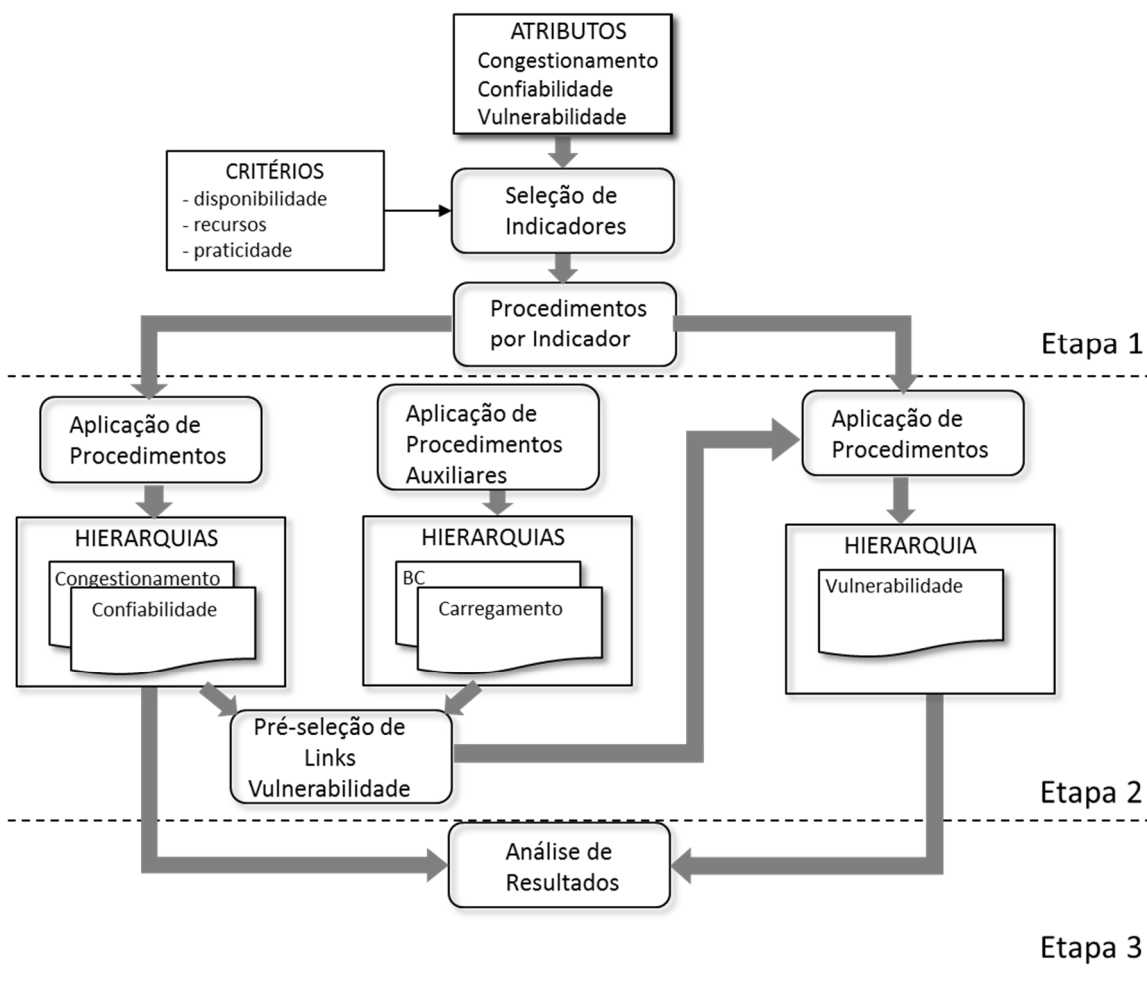 ATRIBUTOS
Congestionamento
Confiabilidade
Vulnerabilidade
CRITÉRIOS
- disponibilidade
- recursos
- praticidade
Seleção de
Indicadores
Procedimentos
por Indicador
Etapa 1
Aplicação de
Procedimentos
Aplicação de
Procedimentos
Auxiliares
Aplicação de
Procedimentos
HIERARQUIAS
Congestionamento
Confiabilidade
HIERARQUIAS
BC
Carregamento
HIERARQUIA
Vulnerabilidade
Pré-seleção de
Links
Vulnerabilidade
Etapa 2
Análise de
Resultados
Etapa 3